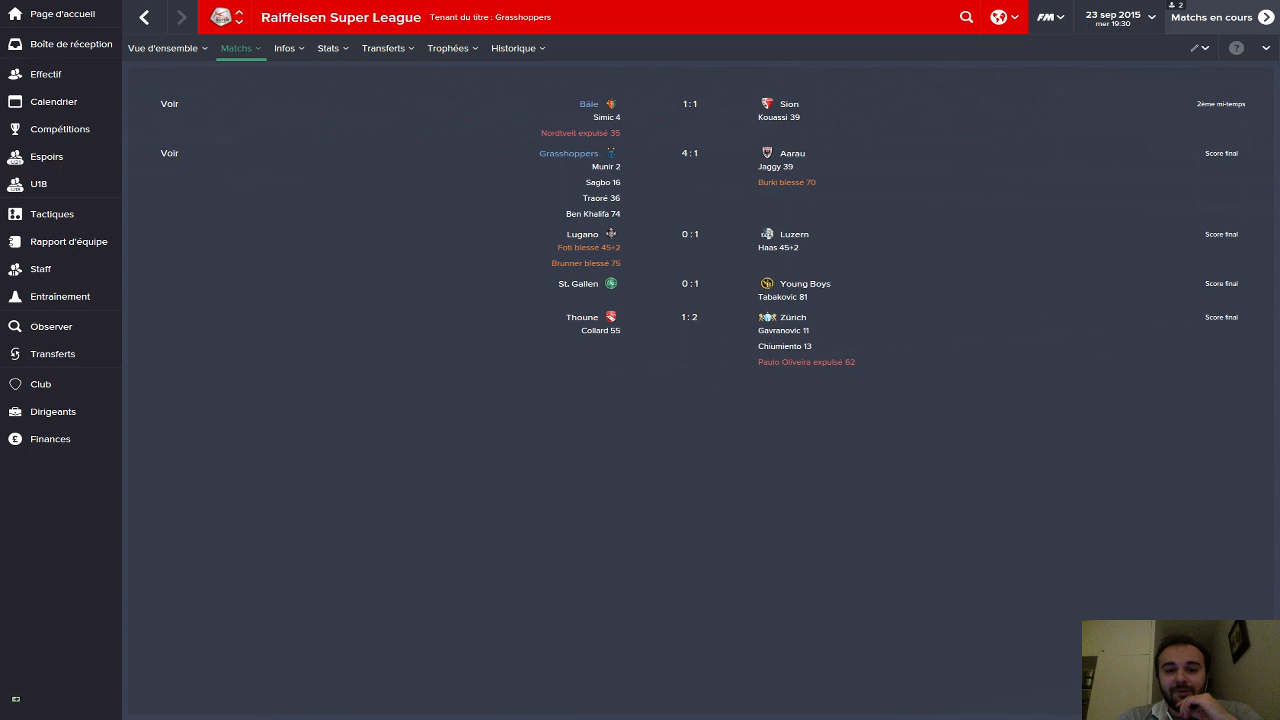 Page d'accueil
Raiffeisen Super League
Tenant du titre : Grasshoppers
FM
23 sep 2015
mer 19:30
2
Matchs en cours
Boîte de réception
Effectif
Calendrier
Compétitions
Espoirs
U18
Tactiques
Rapport d'équipe
Staff
Entraînement
Observer
Transferts
Club
Dirigeants
Finances
Vue d'ensemble
Matchs
Infos
Stats
Transferts
Trophées
Historique
?
Voir Bâle 1 : 1 Sion 2ème mi-temps
Simic 4 Kouassi 39
Nordtveit expulsé 35
Voir Grasshoppers 4 : 1 Aarau Score final
Munir 2 Jaggy 39
Sagbo 16 Burki blessé 70
Traoré 36
Ben Khalifa 74
Lugano 0 : 1 Luzern Score final
Foti blessé 45+2 Haas 45+2
Brunner blessé 75
St. Gallen 0 : 1 Young Boys Score final
Tabakovic 81
Thoune 1 : 2 Zürich Score final
Collard 55 Gavranovic 11
Chiumiento 13
Paulo Oliveira expulsé 62